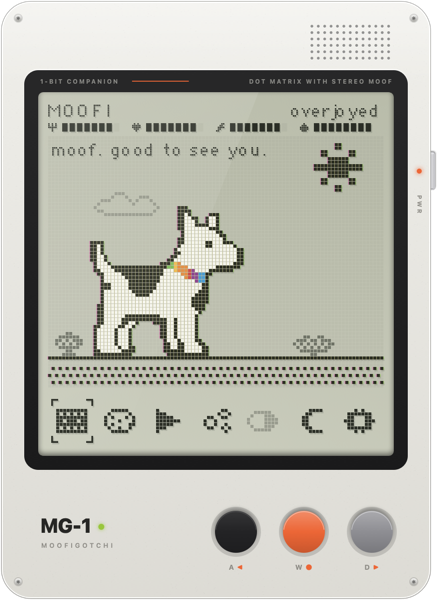 1-BIT COMPANION
DOT MATRIX WITH STEREO MOOF
MOOFI
overjoyed
moof. good to see you.
PWR
MG-1
MOOFIGOTCHI
A ◀ W ● D ▶